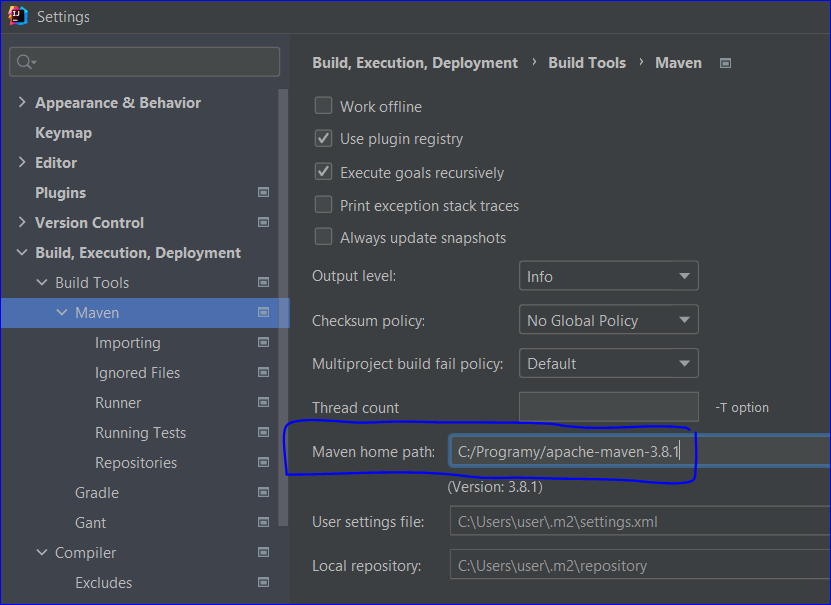 Settings
Build, Execution, Deployment › Build Tools › Maven
Appearance & Behavior
Keymap
Editor
Plugins
Version Control
Build, Execution, Deployment
Build Tools
Maven
Importing
Ignored Files
Runner
Running Tests
Repositories
Gradle
Gant
Compiler
Excludes
Work offline
Use plugin registry
Execute goals recursively
Print exception stack traces
Always update snapshots
Output level: Info
Checksum policy: No Global Policy
Multiproject build fail policy: Default
Thread count -T option
Maven home path: C:/Programy/apache-maven-3.8.1
(Version: 3.8.1)
User settings file: C:\Users\user\.m2\settings.xml
Local repository: C:\Users\user\.m2\repository